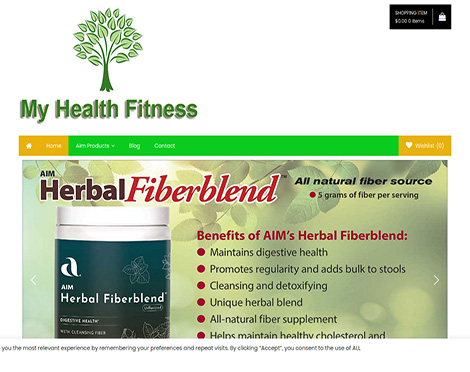 SHOPPING ITEM
$0.00 0 Items
My Health Fitness
Home
Aim Products
Blog
Contact
Wishlist (0)
AIM
Herbal Fiberblend™
All natural fiber source
● 5 grams of fiber per serving
Benefits of AIM's Herbal Fiberblend:
● Maintains digestive health
● Promotes regularity and adds bulk to stools
● Cleansing and detoxifying
● Unique herbal blend
● All-natural fiber supplement
● Helps maintain healthy cholesterol and
a
AIM
Herbal Fiberblend
DIGESTIVE HEALTH
WITH CLEANSING FIBER
you the most relevant experience by remembering your preferences and repeat visits. By clicking "Accept", you consent to the use of ALL